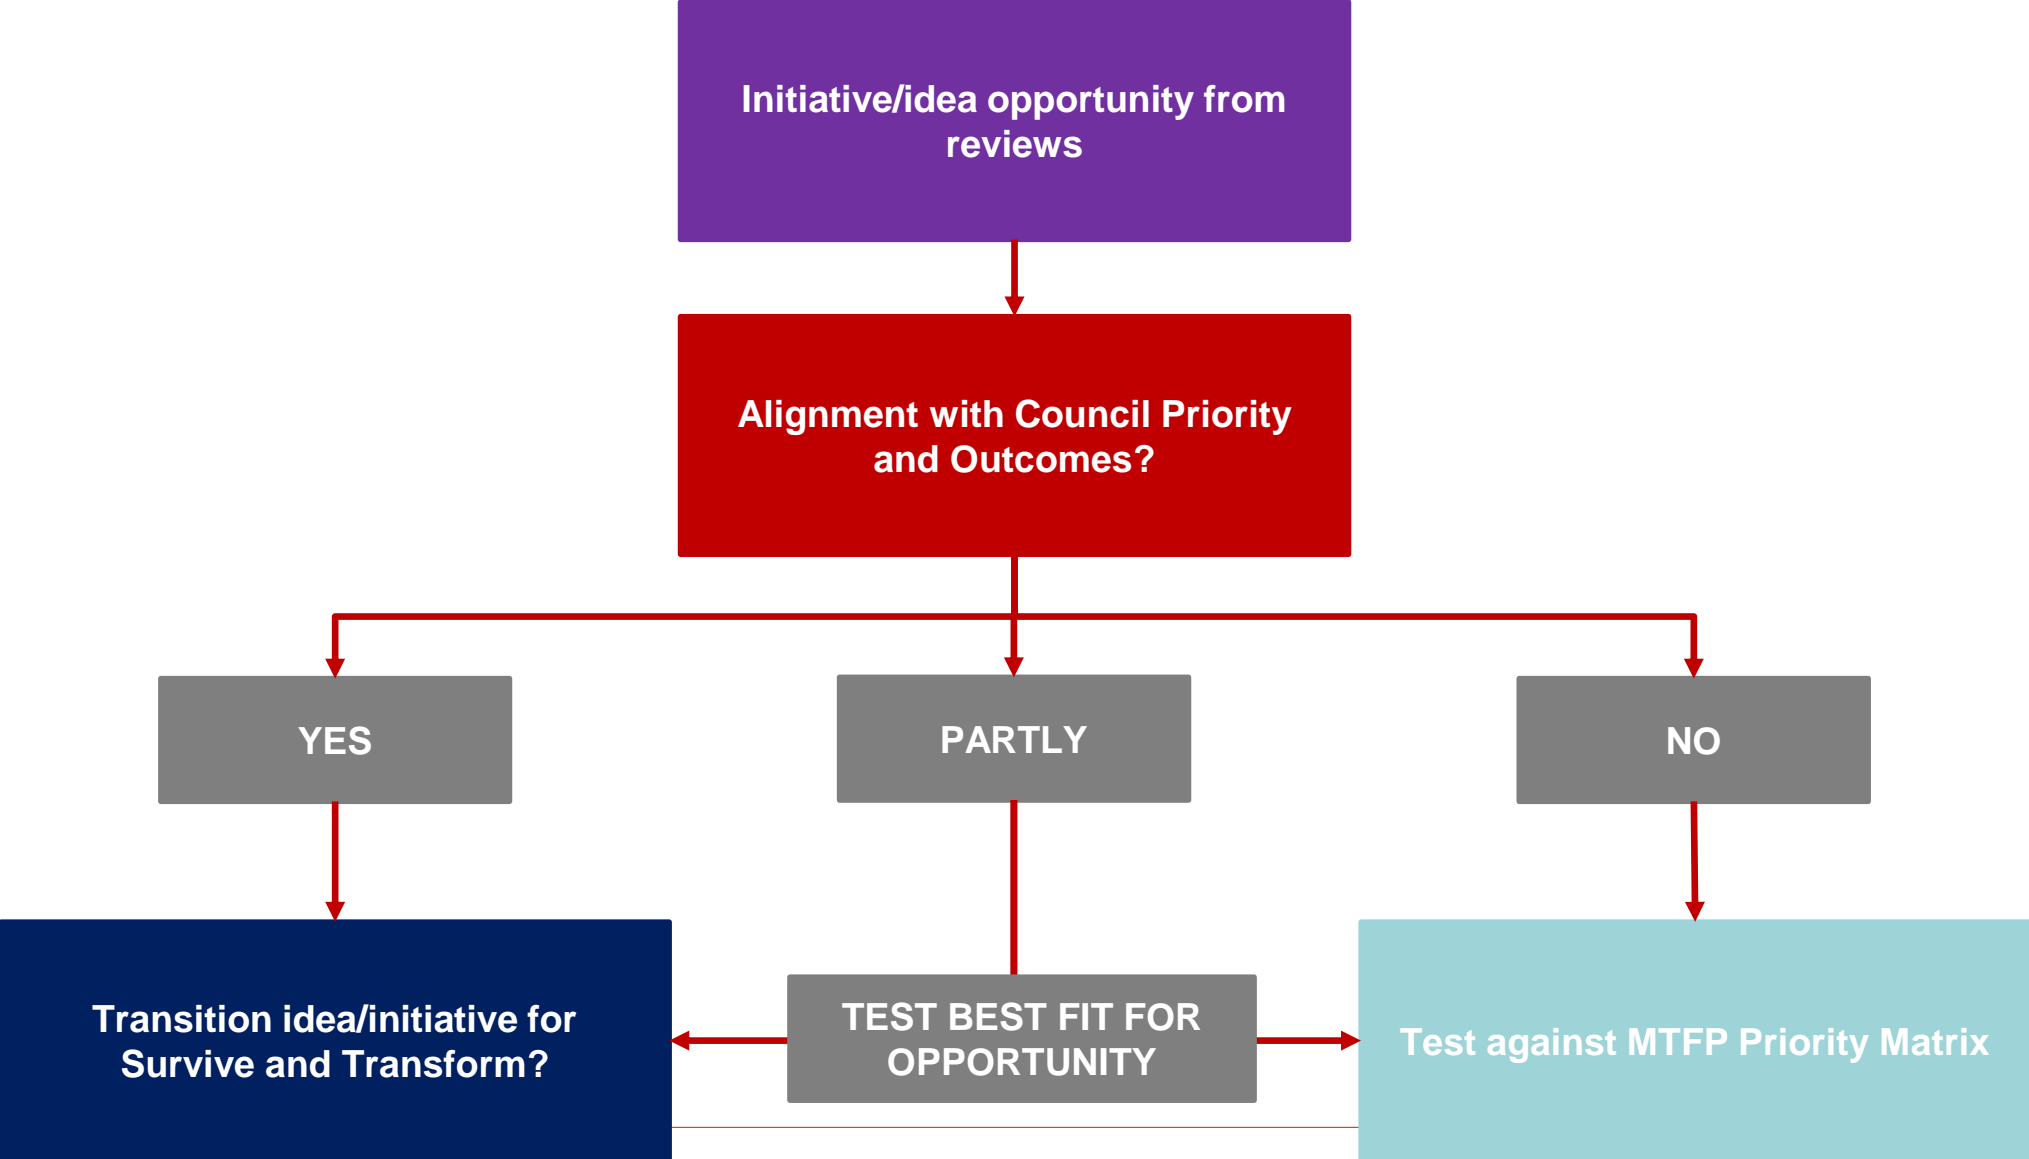 Initiative/idea opportunity from
reviews
Alignment with Council Priority
and Outcomes?
YES
PARTLY
NO
Transition idea/initiative for
Survive and Transform?
TEST BEST FIT FOR
OPPORTUNITY
Test against MTFP Priority Matrix